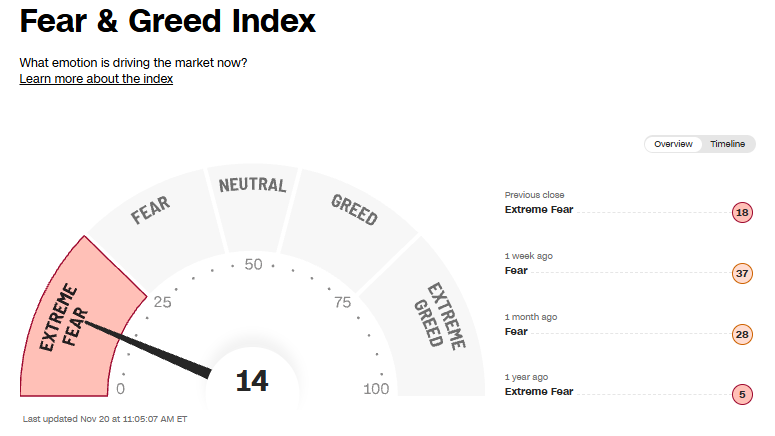 Fear & Greed Index
What emotion is driving the market now?
Learn more about the index
Overview
Timeline
EXTREME
FEAR
FEAR
NEUTRAL
GREED
EXTREME
GREED
0
25
50
75
100
14
Last updated Nov 20 at 11:05:07 AM ET
Previous close
Extreme Fear
18
1 week ago
Fear
37
1 month ago
Fear
28
1 year ago
Extreme Fear
5